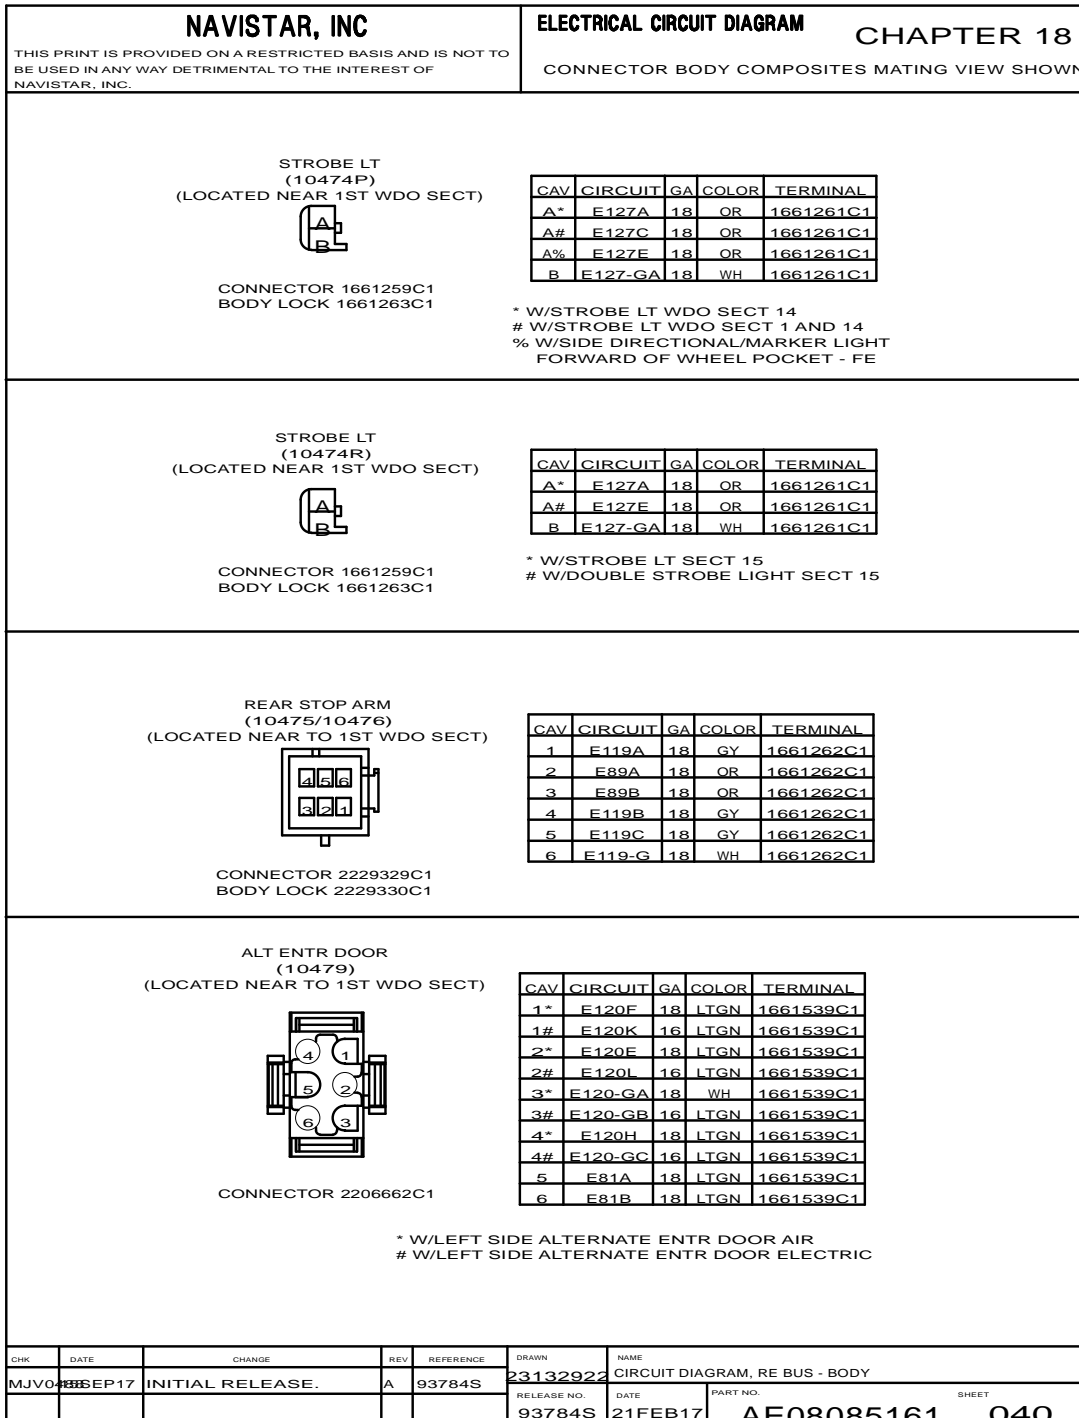 NAVISTAR, INC
THIS PRINT IS PROVIDED ON A RESTRICTED BASIS AND IS NOT TO
BE USED IN ANY WAY DETRIMENTAL TO THE INTEREST OF
NAVISTAR, INC.
ELECTRICAL CIRCUIT DIAGRAM
CHAPTER 18
CONNECTOR BODY COMPOSITES MATING VIEW SHOWN
STROBE LT
(10474P)
(LOCATED NEAR 1ST WDO SECT)
A
B
CONNECTOR 1661259C1
BODY LOCK 1661263C1
CAV CIRCUIT GA COLOR TERMINAL
A* E127A 18 OR 1661261C1
A# E127C 18 OR 1661261C1
A% E127E 18 OR 1661261C1
B E127-GA 18 WH 1661261C1
* W/STROBE LT WDO SECT 14
# W/STROBE LT WDO SECT 1 AND 14
% W/SIDE DIRECTIONAL/MARKER LIGHT
FORWARD OF WHEEL POCKET - FE
STROBE LT
(10474R)
(LOCATED NEAR 1ST WDO SECT)
A
B
CONNECTOR 1661259C1
BODY LOCK 1661263C1
CAV CIRCUIT GA COLOR TERMINAL
A* E127A 18 OR 1661261C1
A# E127E 18 OR 1661261C1
B E127-GA 18 WH 1661261C1
* W/STROBE LT SECT 15
# W/DOUBLE STROBE LIGHT SECT 15
REAR STOP ARM
(10475/10476)
(LOCATED NEAR TO 1ST WDO SECT)
4 5 6
3 2 1
CONNECTOR 2229329C1
BODY LOCK 2229330C1
CAV CIRCUIT GA COLOR TERMINAL
1 E119A 18 GY 1661262C1
2 E89A 18 OR 1661262C1
3 E89B 18 OR 1661262C1
4 E119B 18 GY 1661262C1
5 E119C 18 GY 1661262C1
6 E119-G 18 WH 1661262C1
ALT ENTR DOOR
(10479)
(LOCATED NEAR TO 1ST WDO SECT)
4 1
5 2
6 3
CONNECTOR 2206662C1
CAV CIRCUIT GA COLOR TERMINAL
1* E120F 18 LTGN 1661539C1
1# E120K 16 LTGN 1661539C1
2* E120E 18 LTGN 1661539C1
2# E120L 16 LTGN 1661539C1
3* E120-GA 18 WH 1661539C1
3# E120-GB 16 LTGN 1661539C1
4* E120H 18 LTGN 1661539C1
4# E120-GC 16 LTGN 1661539C1
5 E81A 18 LTGN 1661539C1
6 E81B 18 LTGN 1661539C1
* W/LEFT SIDE ALTERNATE ENTR DOOR AIR
# W/LEFT SIDE ALTERNATE ENTR DOOR ELECTRIC
CHK DATE CHANGE REV REFERENCE
INITIAL RELEASE. A 93784S
DRAWN
23132922
NAME
CIRCUIT DIAGRAM, RE BUS - BODY
RELEASE NO. DATE PART NO. SHEET
93784S 21FEB17 AE08085161 040